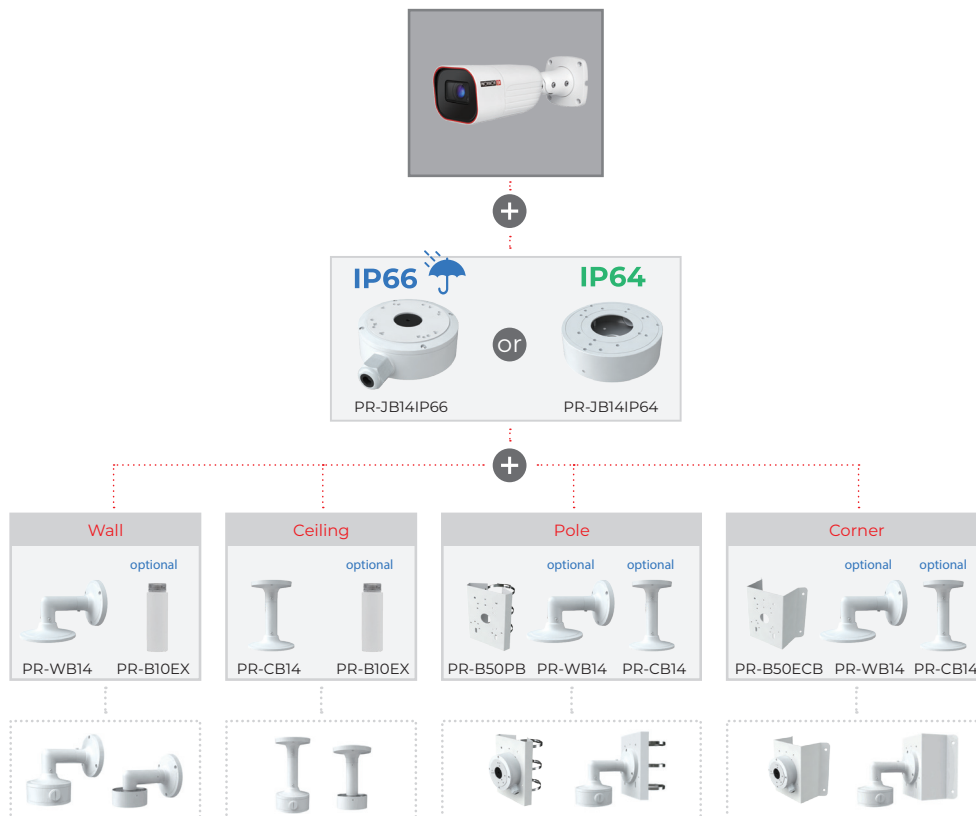 IP66
IP64
or
PR-JB14IP66
PR-JB14IP64
Wall
Ceiling
Pole
Corner
optional
optional
optional
optional
optional
optional
PR-WB14
PR-B10EX
PR-CB14
PR-B10EX
PR-B50PB
PR-WB14
PR-CB14
PR-B50ECB
PR-WB14
PR-CB14